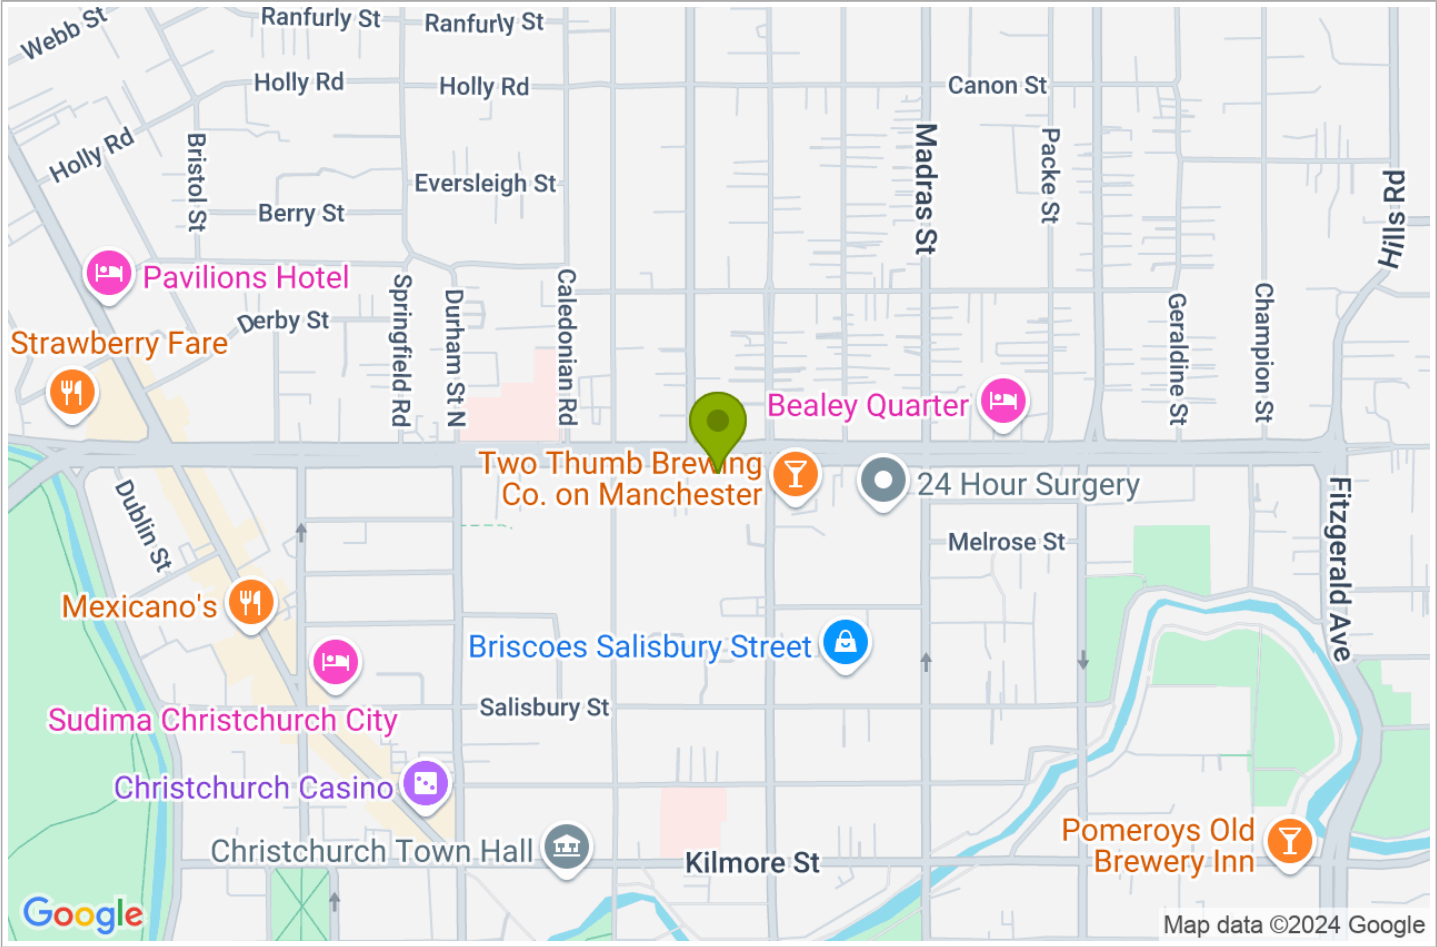 Webb St
Ranfurly St
Ranfurly St
Holly Rd
Holly Rd
Canon St
Holly Rd
Bristol St
Madras St
Packe St
Hills Rd
Eversleigh St
Berry St
Pavilions Hotel
Derby St
Springfield Rd
Durham St N
Caledonian Rd
Geraldine St
Champion St
Strawberry Fare
Bealey Quarter
Two Thumb Brewing
Co. on Manchester
24 Hour Surgery
Dublin St
Melrose St
Fitzgerald Ave
Mexicano's
Briscoes Salisbury Street
Sudima Christchurch City
Salisbury St
Christchurch Casino
Christchurch Town Hall
Kilmore St
Pomeroys Old
Brewery Inn
Google
Map data ©2024 Google